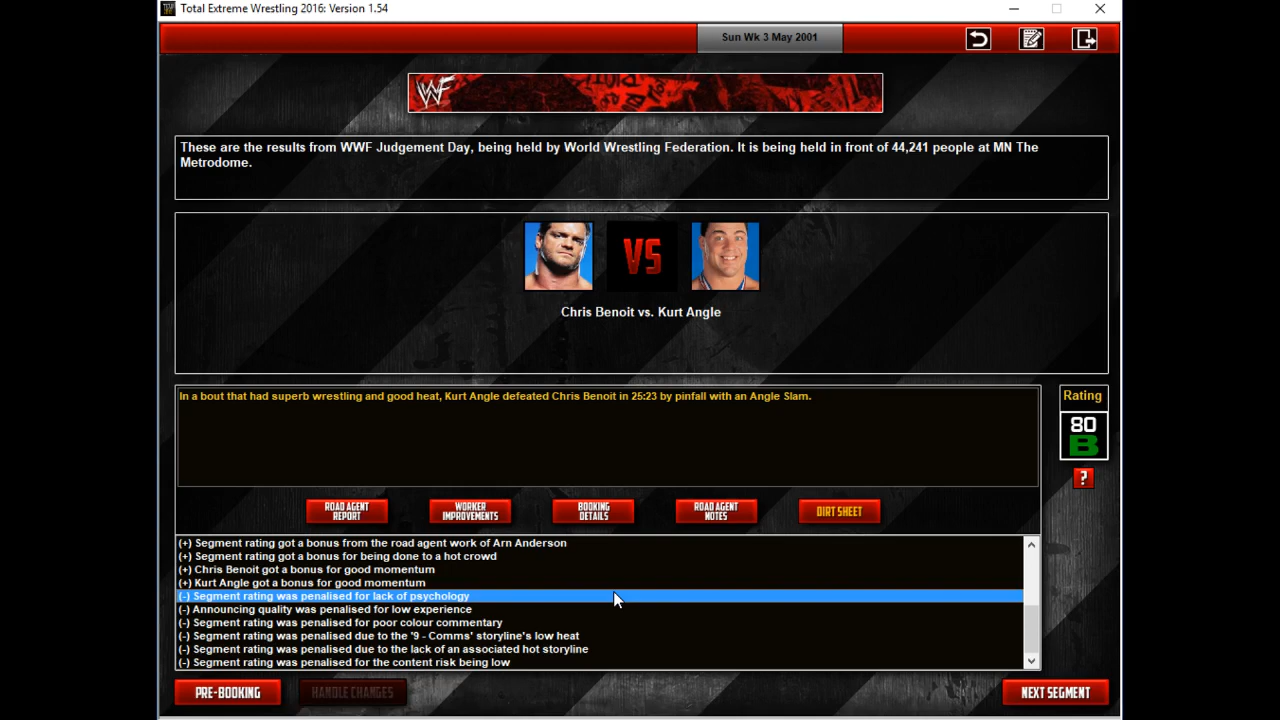 Total Extreme Wrestling 2016: Version 1.54
Sun Wk 3 May 2001
WF
These are the results from WWF Judgement Day, being held by World Wrestling Federation. It is being held in front of 44,241 people at MN The
Metrodome.
VS
Chris Benoit vs. Kurt Angle
In a bout that had superb wrestling and good heat, Kurt Angle defeated Chris Benoit in 25:23 by pinfall with an Angle Slam.
Rating
80
B
?
ROAD AGENT REPORT
WORKER IMPROVEMENTS
BOOKING DETAILS
ROAD AGENT NOTES
DIRT SHEET
(+) Segment rating got a bonus from the road agent work of Arn Anderson
(+) Segment rating got a bonus for being done to a hot crowd
(+) Chris Benoit got a bonus for good momentum
(+) Kurt Angle got a bonus for good momentum
(-) Segment rating was penalised for lack of psychology
(-) Announcing quality was penalised for low experience
(-) Segment rating was penalised for poor colour commentary
(-) Segment rating was penalised due to the '9 - Comms' storyline's low heat
(-) Segment rating was penalised due to the lack of an associated hot storyline
(-) Segment rating was penalised for the content risk being low
PRE-BOOKING
HANDLE CHANGES
NEXT SEGMENT